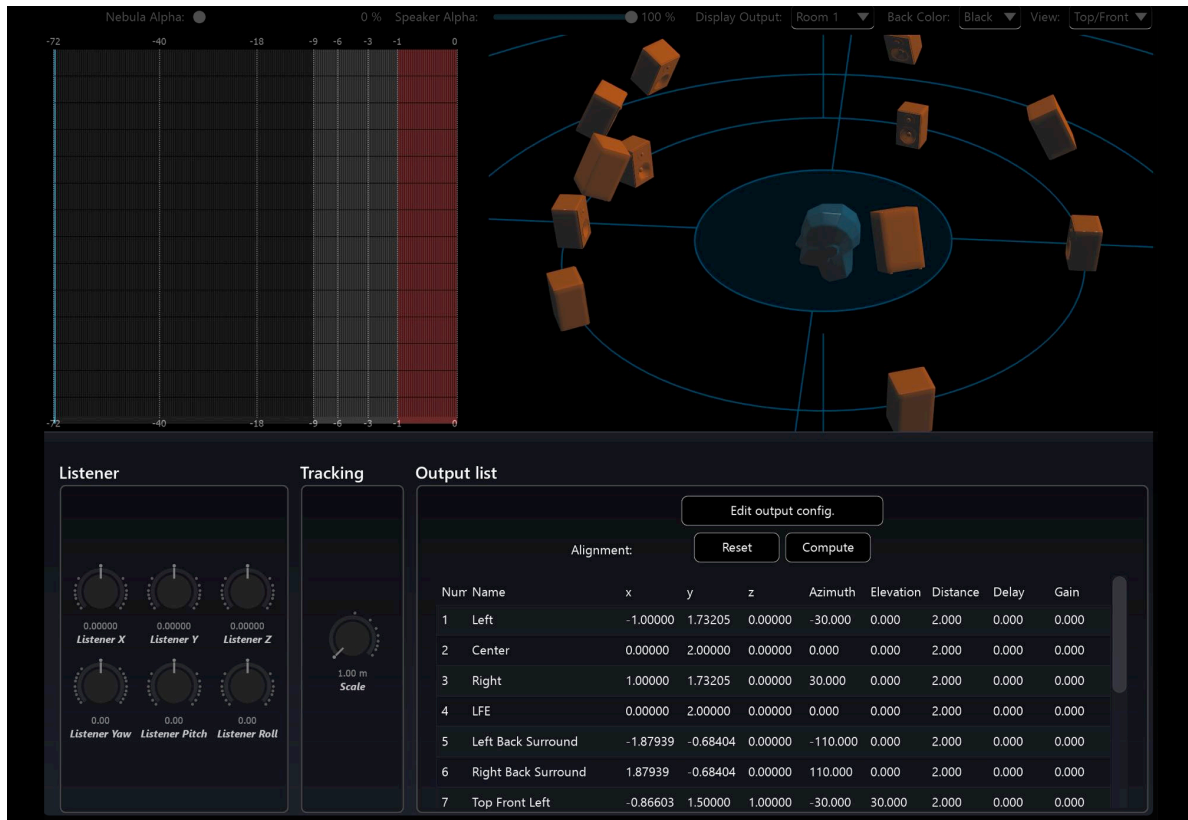 Nebula Alpha: 0 % Speaker Alpha: 100 % Display Output: Room 1 Back Color: Black View: Top/Front
-72 -40 -18 -9 -6 -3 -1 0
-72 -40 -18 -9 -6 -3 -1 0
Listener Tracking Output list
Edit output config.
Alignment: Reset Compute
Num Name x y z Azimuth Elevation Distance Delay Gain
1 Left -1.00000 1.73205 0.00000 -30.000 0.000 2.000 0.000 0.000
2 Center 0.00000 2.00000 0.00000 0.000 0.000 2.000 0.000 0.000
3 Right 1.00000 1.73205 0.00000 30.000 0.000 2.000 0.000 0.000
4 LFE 0.00000 2.00000 0.00000 0.000 0.000 2.000 0.000 0.000
5 Left Back Surround -1.87939 -0.68404 0.00000 -110.000 0.000 2.000 0.000 0.000
6 Right Back Surround 1.87939 -0.68404 0.00000 110.000 0.000 2.000 0.000 0.000
7 Top Front Left -0.86603 1.50000 1.00000 -30.000 30.000 2.000 0.000 0.000
0.00000 0.00000 0.00000
Listener X Listener Y Listener Z
0.00 0.00 0.00
Listener Yaw Listener Pitch Listener Roll
1.00 m
Scale